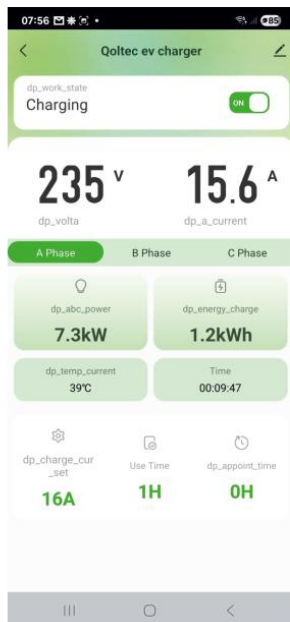 07:56
85
Qoltec ev charger
dp_work_state
Charging
ON
235 V
15.6 A
dp_volta
dp_a_current
A Phase
B Phase
C Phase
dp_abc_power
dp_energy_charge
7.3kW
1.2kWh
dp_temp_current
Time
39℃
00:09:47
dp_charge_cur
_set
Use Time
dp_appoint_time
16A
1H
0H